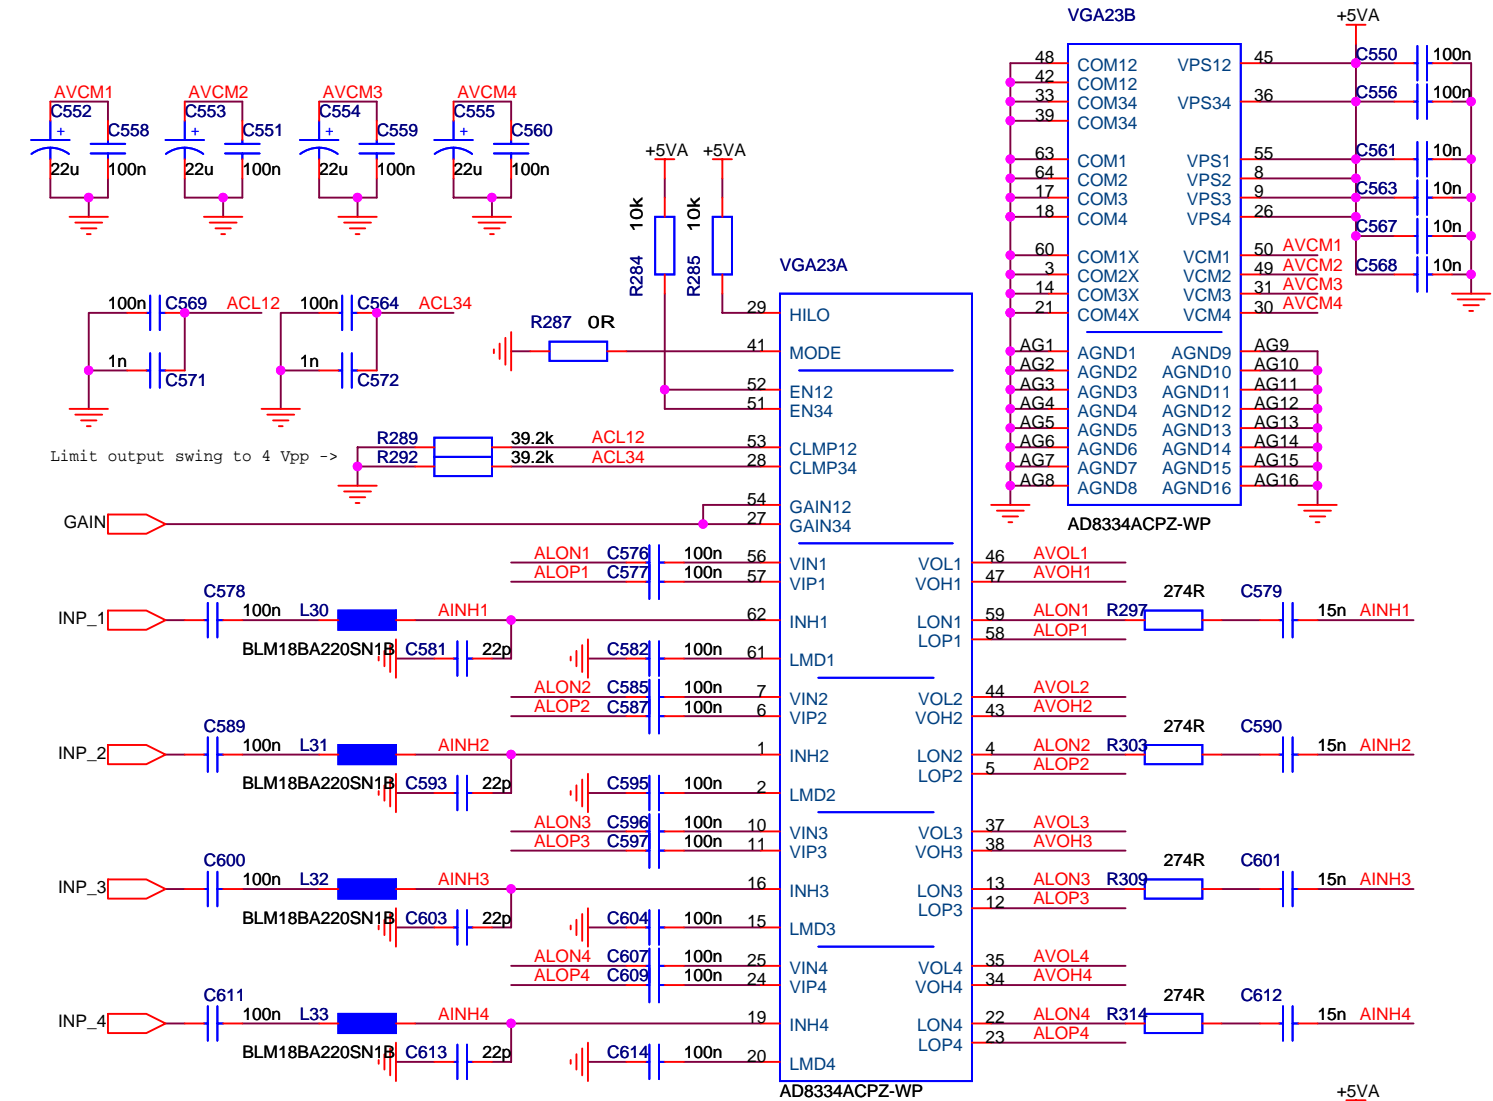 VGA23B
+5VA
AVCM1
C552
+
22u
C558
100n
AVCM2
C553
+
22u
C551
100n
AVCM3
C554
+
22u
C559
100n
AVCM4
C555
+
22u
C560
100n
48 COM12
42 COM12
33 COM34
39 COM34
63 COM1
64 COM2
17 COM3
18 COM4
60 COM1X
3 COM2X
14 COM3X
21 COM4X
AG1 AGND1
AG2 AGND2
AG3 AGND3
AG4 AGND4
AG5 AGND5
AG6 AGND6
AG7 AGND7
AG8 AGND8
VPS12 45
VPS34 36
VPS1 55
VPS2 8
VPS3 9
VPS4 26
VCM1 50 AVCM1
VCM2 49 AVCM2
VCM3 31 AVCM3
VCM4 30 AVCM4
AGND9 AG9
AGND10 AG10
AGND11 AG11
AGND12 AG12
AGND13 AG13
AGND14 AG14
AGND15 AG15
AGND16 AG16
C550 100n
C556 100n
C561 10n
C563 10n
C567 10n
C568 10n
AD8334ACPZ-WP
100n C569 ACL12
1n C571
100n C564 ACL34
1n C572
+5VA
+5VA
R284 10k
R285 10k
VGA23A
29 HILO
R287 0R
41 MODE
52 EN12
51 EN34
R289 39.2k ACL12 53 CLMP12
Limit output swing to 4 Vpp ->
R292 39.2k ACL34 28 CLMP34
54 GAIN12
GAIN 27 GAIN34
ALON1 C576 100n 56 VIN1
ALOP1 C577 100n 57 VIP1
VOL1 46 AVOL1
VOH1 47 AVOH1
INP_1 C578 100n L30 AINH1 62 INH1
BLM18BA220SN1B C581 22p
C582 100n 61 LMD1
LON1 59 ALON1 R297 274R C579 15n AINH1
LOP1 58 ALOP1
ALON2 C585 100n 7 VIN2
ALOP2 C587 100n 6 VIP2
VOL2 44 AVOL2
VOH2 43 AVOH2
INP_2 C589 100n L31 AINH2 1 INH2
BLM18BA220SN1B C593 22p
C595 100n 2 LMD2
LON2 4 ALON2 R303 274R C590 15n AINH2
LOP2 5 ALOP2
ALON3 C596 100n 10 VIN3
ALOP3 C597 100n 11 VIP3
VOL3 37 AVOL3
VOH3 38 AVOH3
INP_3 C600 100n L32 AINH3 16 INH3
BLM18BA220SN1B C603 22p
C604 100n 15 LMD3
LON3 13 ALON3 R309 274R C601 15n AINH3
LOP3 12 ALOP3
ALON4 C607 100n 25 VIN4
ALOP4 C609 100n 24 VIP4
VOL4 35 AVOL4
VOH4 34 AVOH4
INP_4 C611 100n L33 AINH4 19 INH4
BLM18BA220SN1B C613 22p
C614 100n 20 LMD4
LON4 22 ALON4 R314 274R C612 15n AINH4
LOP4 23 ALOP4
AD8334ACPZ-WP
+5VA